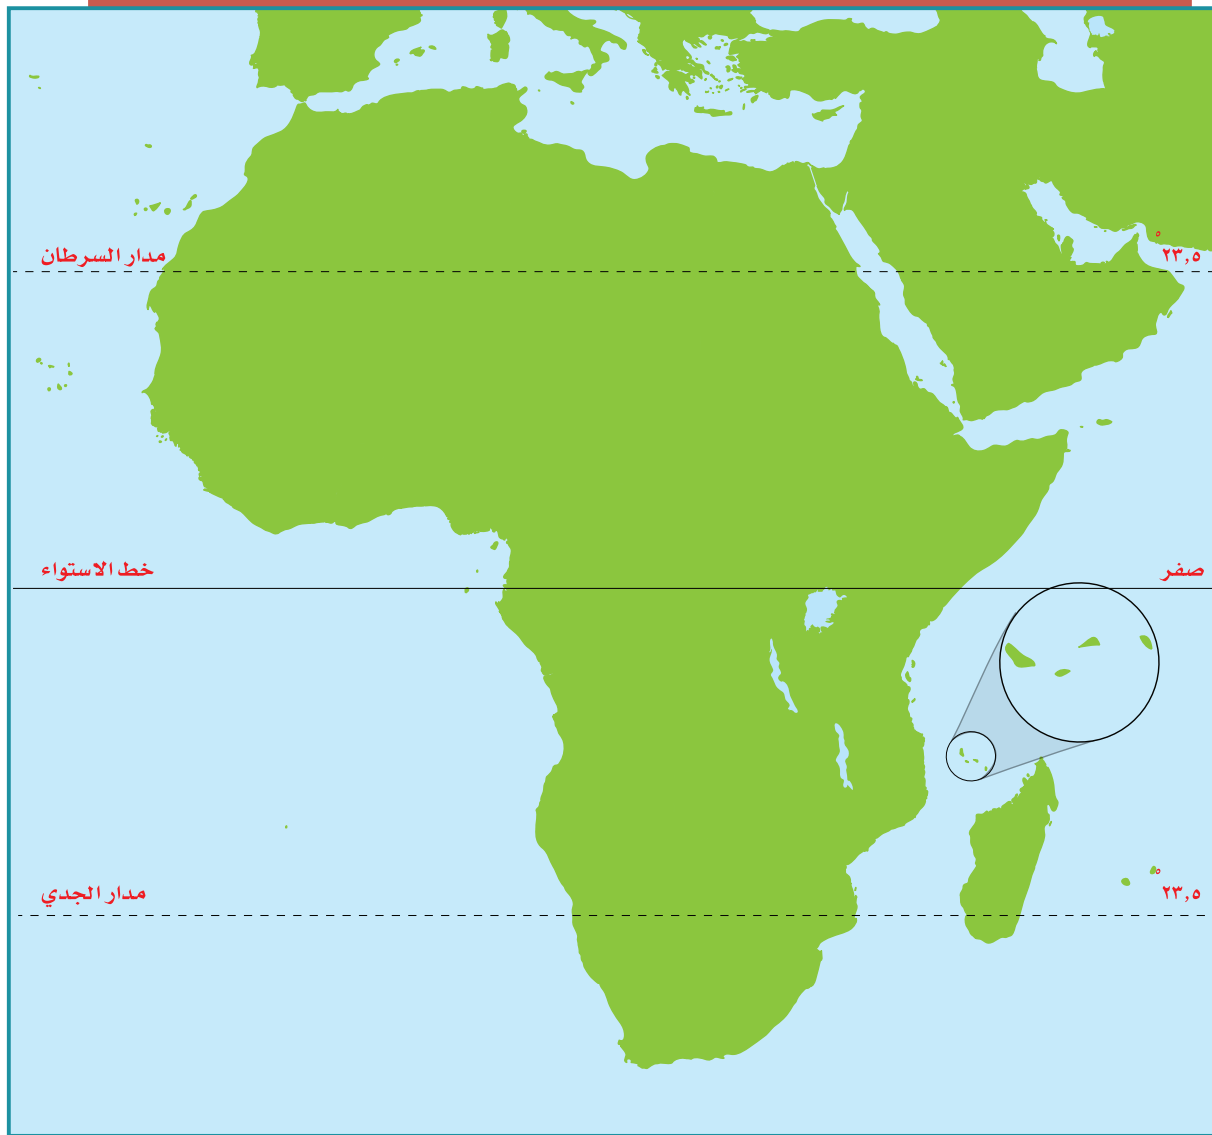 مدار السرطان
٢٣,٥°
خط الاستواء
صفر
مدار الجدي
٢٣,٥°